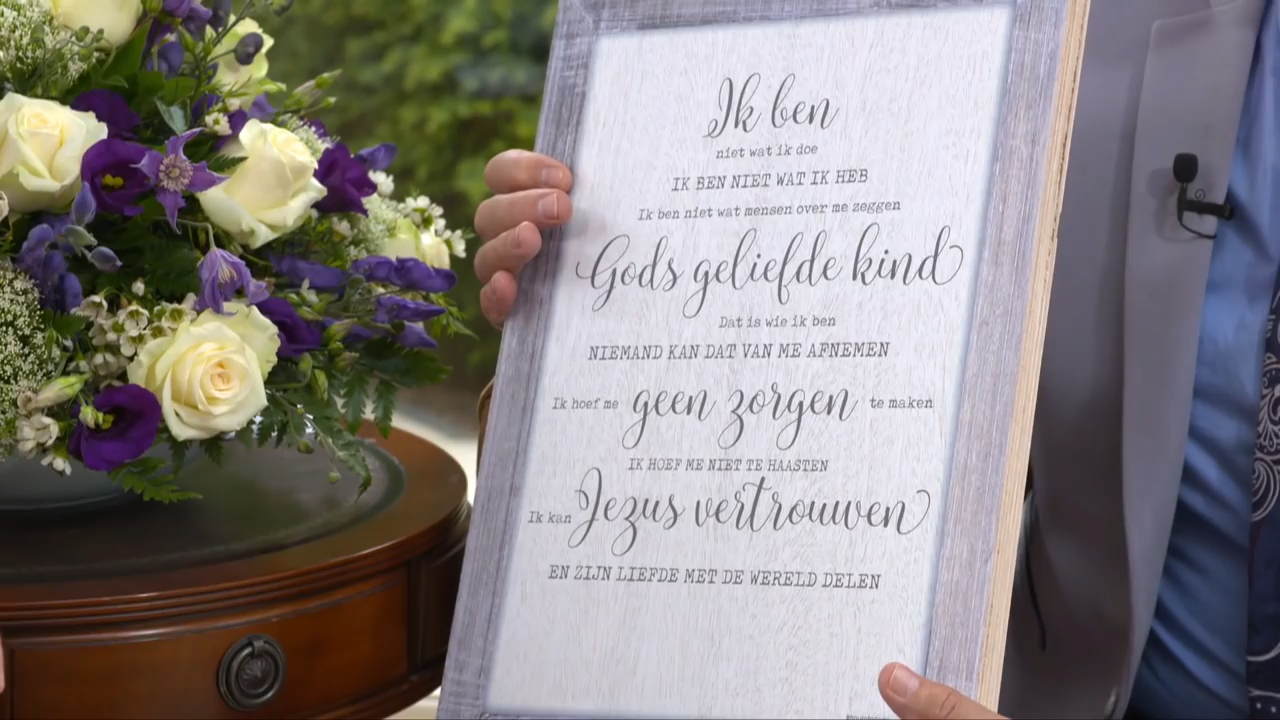 Ik ben
niet wat ik doe
IK BEN NIET WAT IK HEB
Ik ben niet wat mensen over me zeggen
Gods geliefde kind
Dat is wie ik ben
NIEMAND KAN DAT VAN ME AFNEMEN
Ik hoef me geen zorgen te maken
IK HOEF ME NIET TE HAASTEN
Ik kan Jezus vertrouwen
EN ZIJN LIEFDE MET DE WERELD DELEN